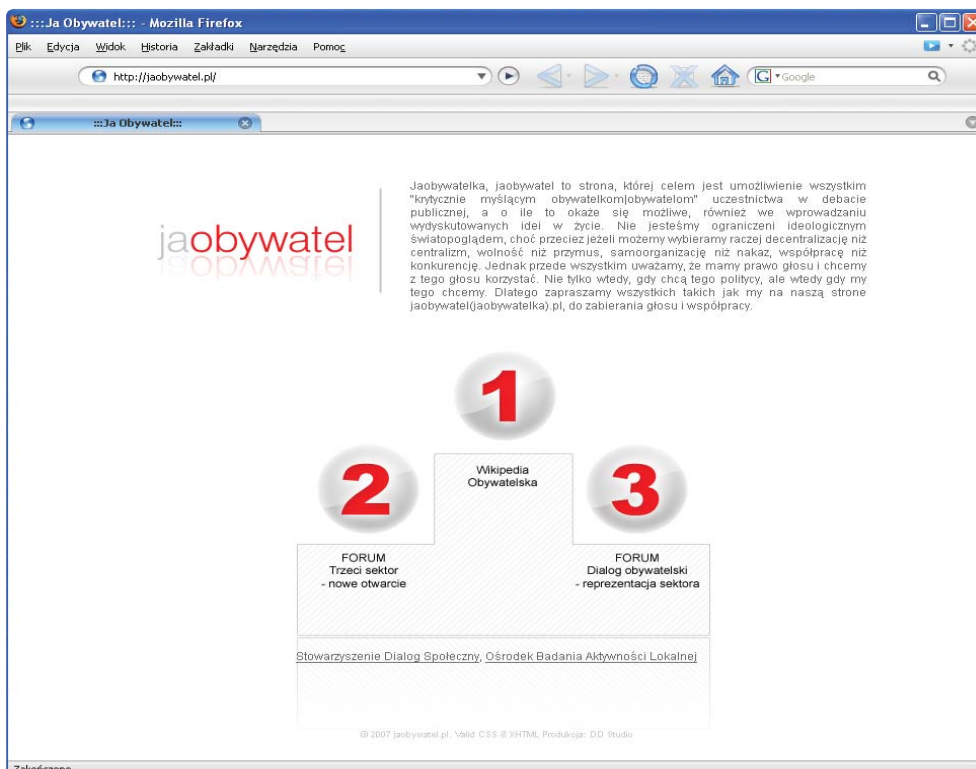 :::Ja Obywatel::: - Mozilla Firefox
Plik Edycja Widok Historia Zakładki Narzędzia Pomoc
http://jaobywatel.pl/
G Google
:::Ja Obywatel:::
Jaobywatelka, jaobywatel to strona, której celem jest umożliwienie wszystkim
"krytycznie myślącym obywatelkom|obywatelom" uczestnictwa w debacie
publicznej, a o ile to okaże się możliwe, również we wprowadzaniu
wydyskutowanych idei w życie. Nie jesteśmy ograniczeni ideologicznym
światopoglądem, choć przeciez jeżeli możemy wybieramy raczej decentralizację niż
centralizm, wolność niż przymus, samoorganizację niż nakaz, współpracę niż
konkurencję. Jednak przede wszystkim uważamy, że mamy prawo głosu i chcemy
z tego głosu korzystać. Nie tylko wtedy, gdy chcą tego politycy, ale wtedy gdy my
tego chcemy. Dlatego zapraszamy wszystkich takich jak my na naszą strone
jaobywatel(jaobywatelka).pl, do zabierania głosu i współpracy.
jaobywatel
1
Wikipedia
Obywatelska
2
FORUM
Trzeci sektor
- nowe otwarcie
3
FORUM
Dialog obywatelski
- reprezentacja sektora
Stowarzyszenie Dialog Społeczny, Ośrodek Badania Aktywności Lokalnej
© 2007 jaobywatel.pl. Valid CSS & XHTML Produkcja: DD Studio
Zakończono